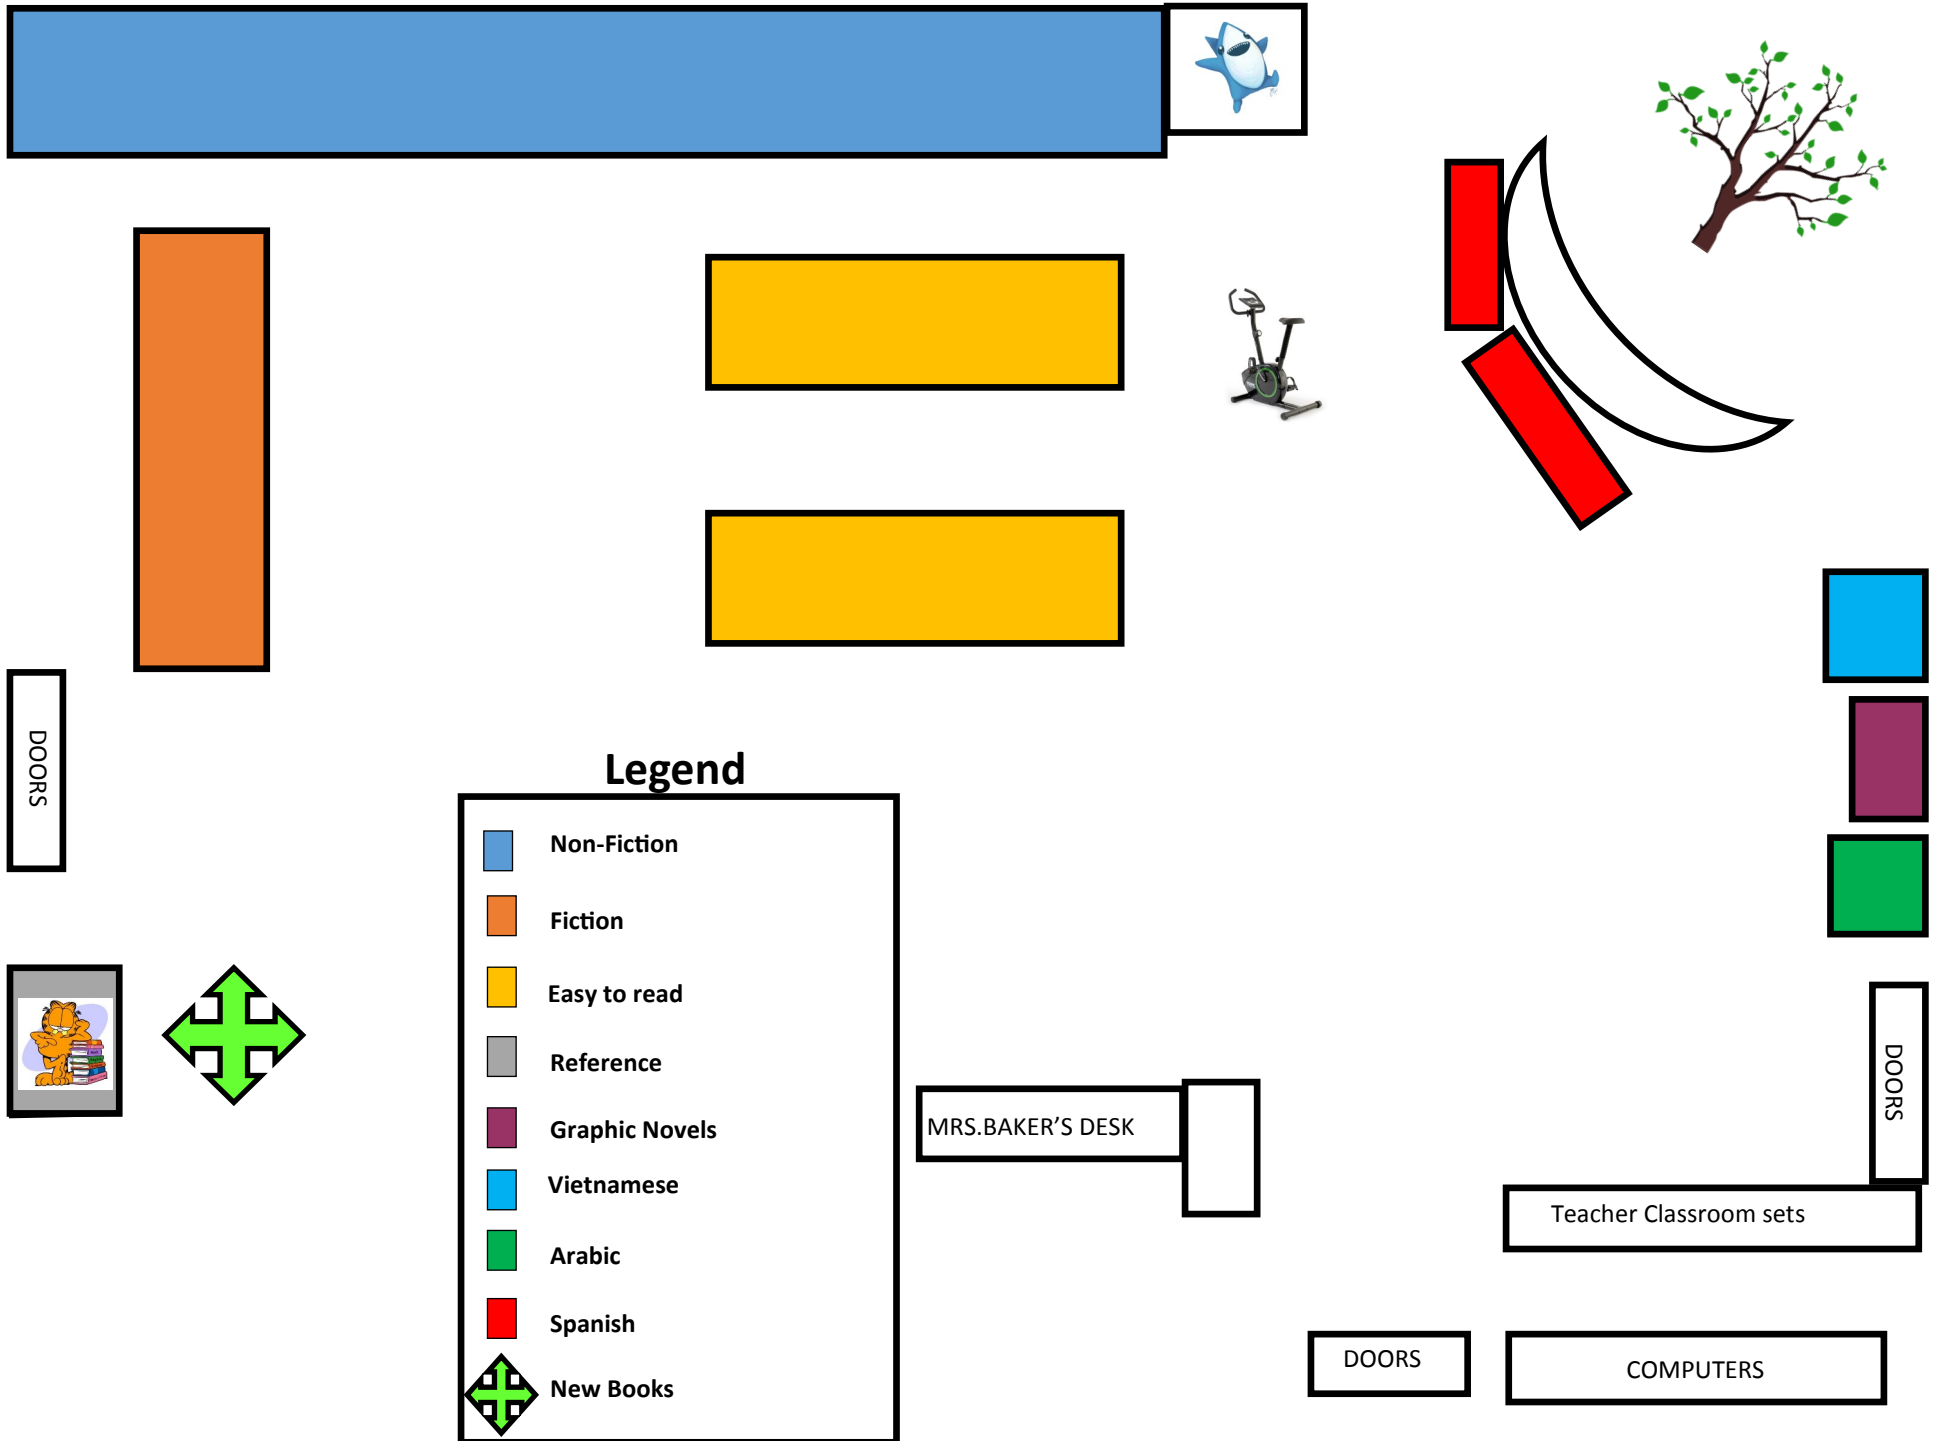 DOORS
Legend
Non-Fiction
Fiction
Easy to read
Reference
Graphic Novels
Vietnamese
Arabic
Spanish
New Books
MRS.BAKER’S DESK
DOORS
Teacher Classroom sets
DOORS
COMPUTERS